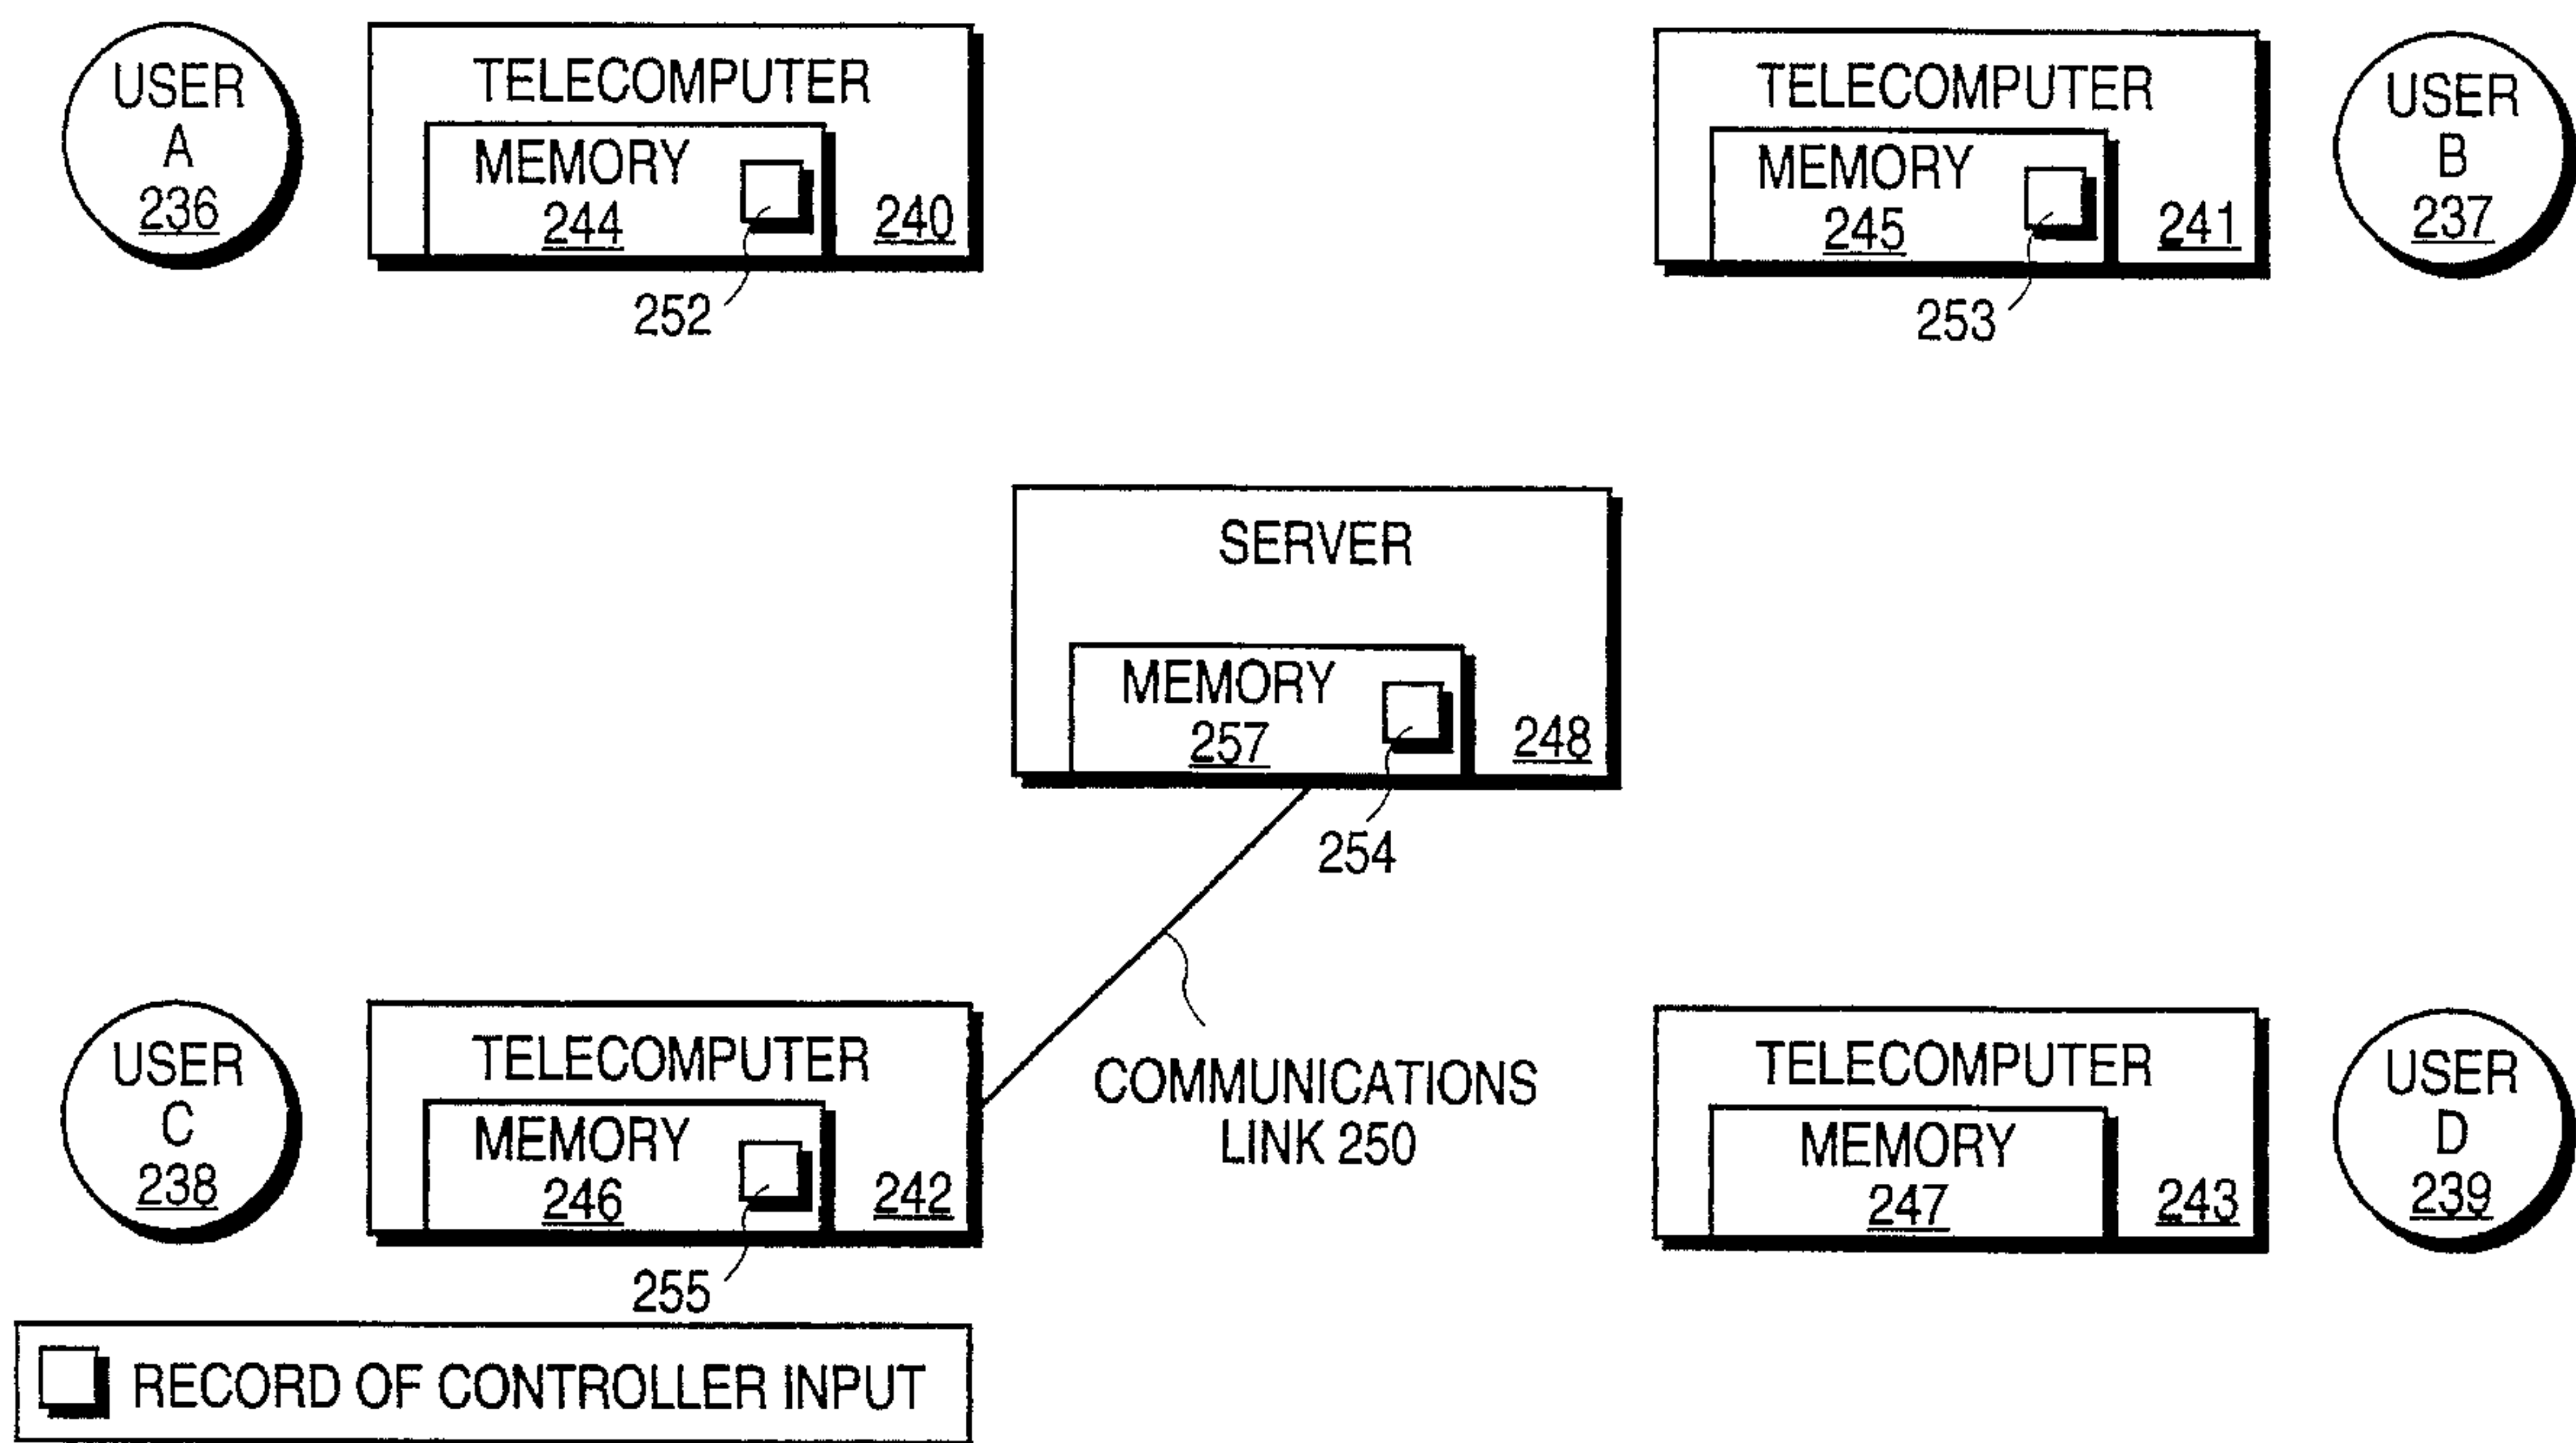 USER
A
236
TELECOMPUTER
MEMORY
244
240
252
TELECOMPUTER
MEMORY
245
241
253
USER
B
237
SERVER
MEMORY
257
248
254
COMMUNICATIONS
LINK 250
USER
C
238
TELECOMPUTER
MEMORY
246
242
255
TELECOMPUTER
MEMORY
247
243
USER
D
239
RECORD OF CONTROLLER INPUT